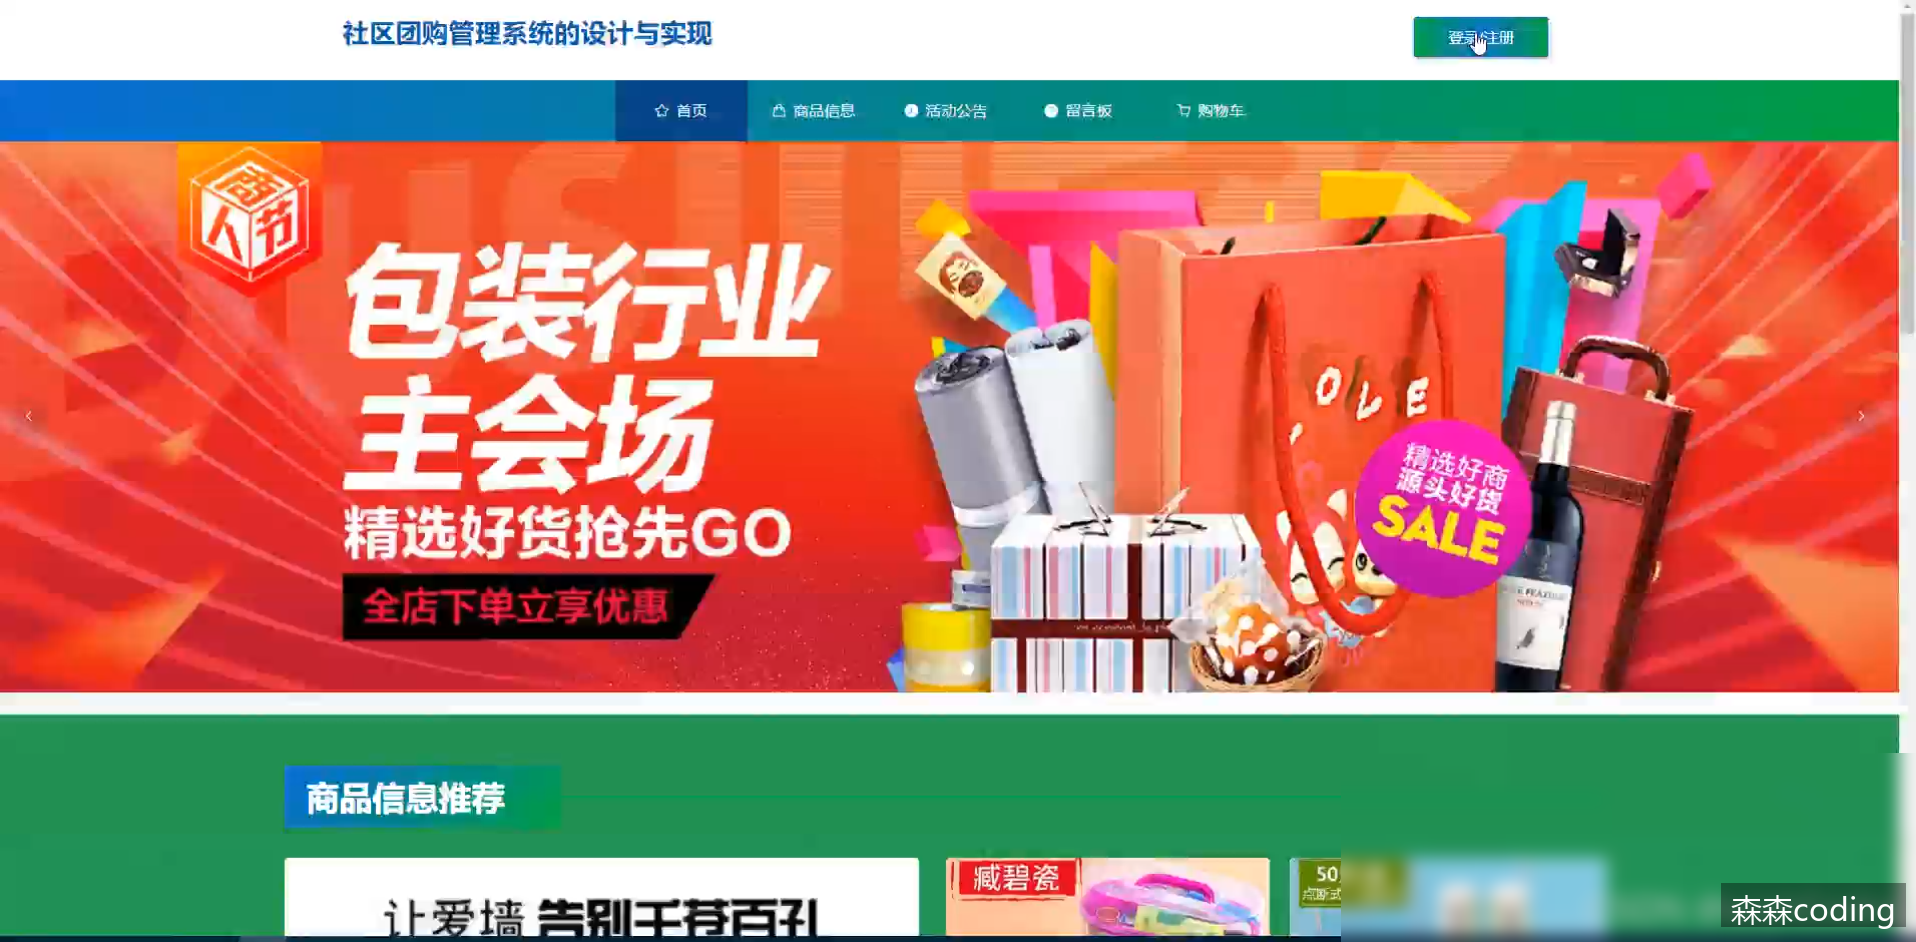 社区团购管理系统的设计与实现
登录/注册
首页
商品信息
活动公告
留言板
购物车
商人节
包装行业
主会场
精选好货抢先GO
全店下单立享优惠
OLE
精选好商
源头好货
SALE
商品信息推荐
让爱墙 告别千苍百孔
臧碧瓷
50
点断式
森森coding